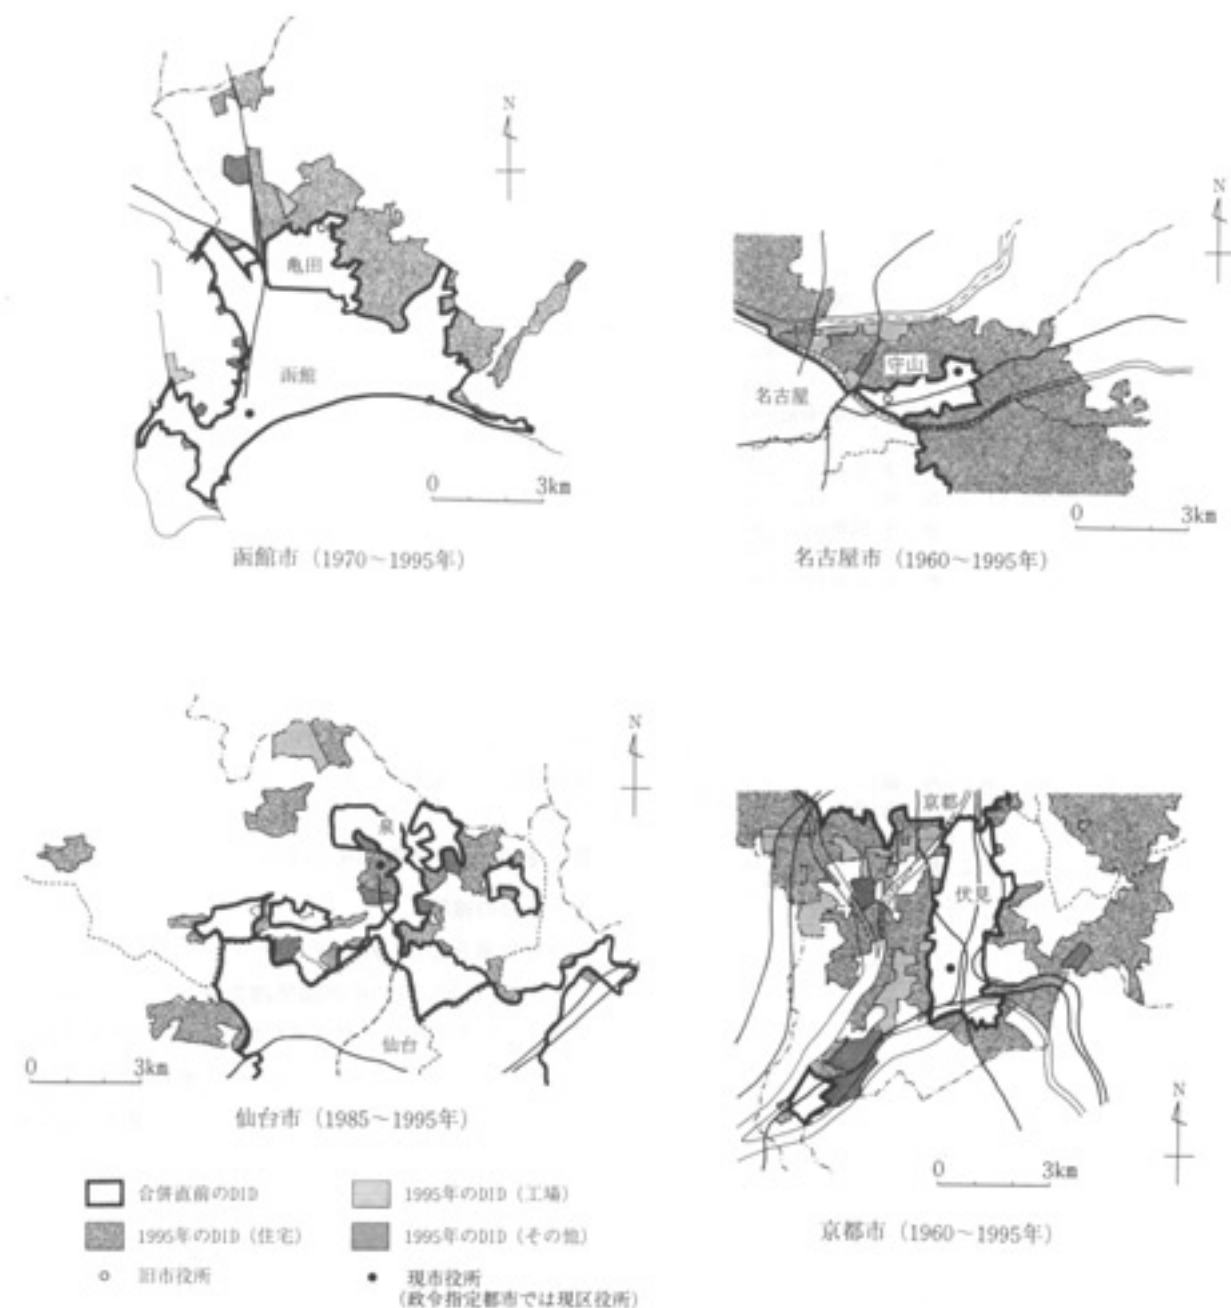 N
亀田
函館
0 3km
函館市（1970～1995年）
N
守山
名古屋
0 3km
名古屋市（1960～1995年）
N
泉
仙台
0 3km
仙台市（1985～1995年）
京都
伏見
N
0 3km
京都市（1960～1995年）
合併直前のDID
1995年のDID（工場）
1995年のDID（住宅）
1995年のDID（その他）
旧市役所
現市役所
（政令指定都市では現区役所）